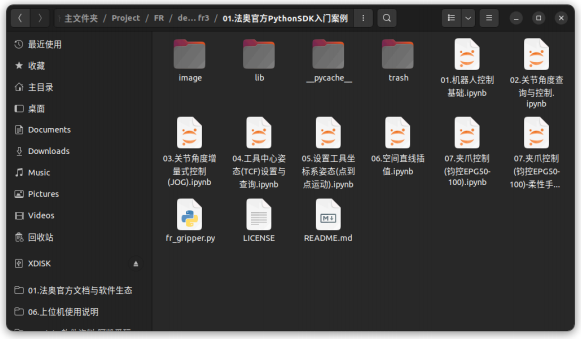 主文件夹 / Project / FR / de... fr3 / 01.法奥官方PythonSDK入门案例
最近使用
收藏
主目录
桌面
Documents
Downloads
Music
Pictures
Videos
回收站
XDISK
01.法奥官方文档与软件生态
06.上位机使用说明
image
lib
__pycache__
trash
01.机器人控制
基础.ipynb
02.关节角度查
询与控制.
ipynb
03.关节角度增
量式控制
(JOG).ipynb
04.工具中心姿
态(TCF)设置与
查询.ipynb
05.设置工具坐
标系姿态(点到
点运动).ipynb
06.空间直线插
值.ipynb
07.夹爪控制
(钧控EPG50-
100).ipynb
07.夹爪控制
(钧控EPG50-
100)-柔性手...
fr_gripper.py
LICENSE
README.md